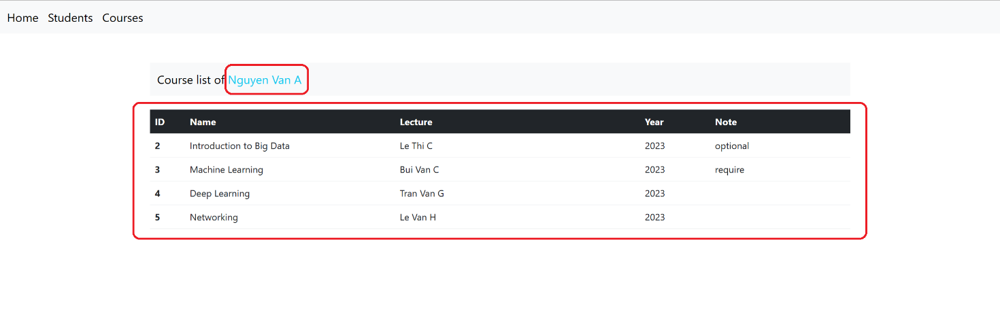 Home Students Courses
Course list of Nguyen Van A
ID Name Lecture Year Note
2 Introduction to Big Data Le Thi C 2023 optional
3 Machine Learning Bui Van C 2023 require
4 Deep Learning Tran Van G 2023
5 Networking Le Van H 2023